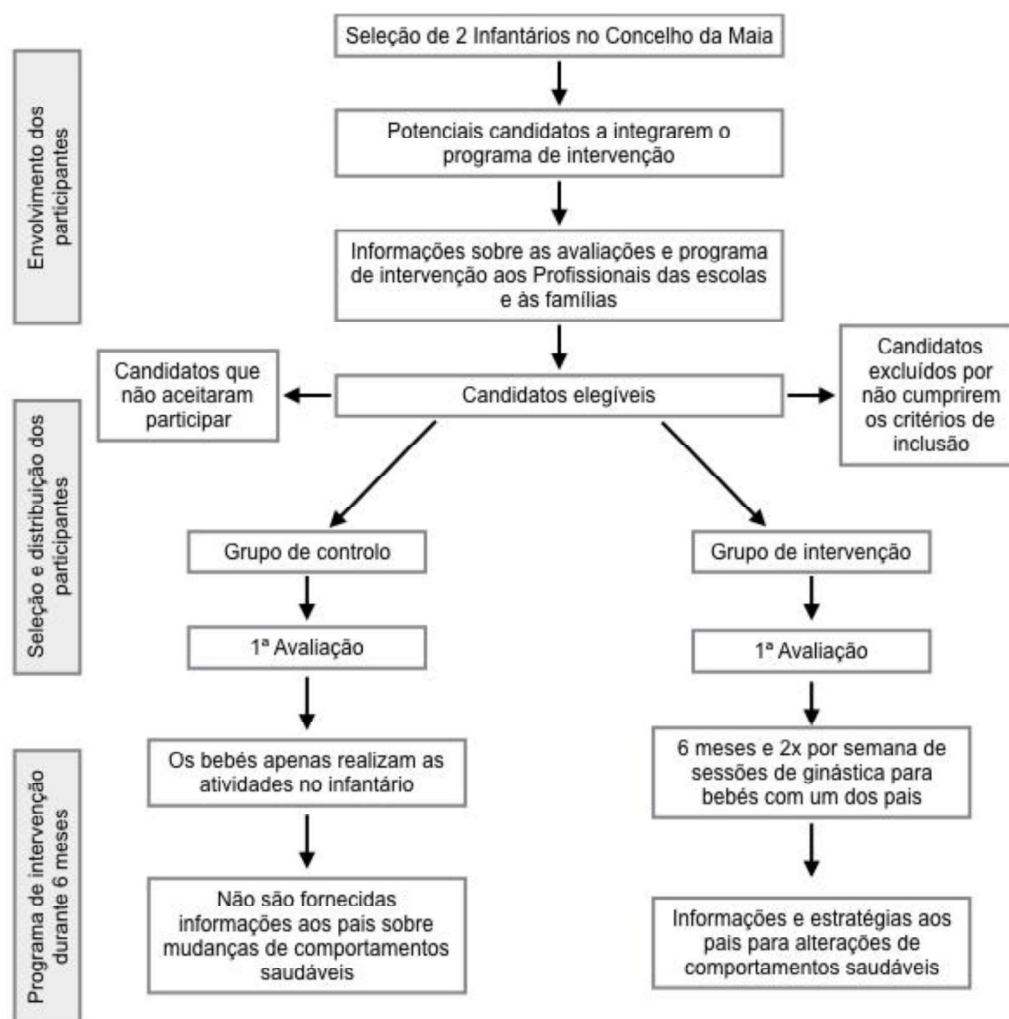 Seleção de 2 Infantários no Concelho da Maia
Envolvimento dos
participantes
Potenciais candidatos a integrarem o
programa de intervenção
Informações sobre as avaliações e programa
de intervenção aos Profissionais das escolas
e às famílias
Candidatos que
não aceitaram
participar
Candidatos elegíveis
Candidatos
excluídos por
não cumprirem
os critérios de
inclusão
Seleção e distribuição dos
participantes
Grupo de controlo
Grupo de intervenção
1ª Avaliação
1ª Avaliação
Programa de intervenção
durante 6 meses
Os bebés apenas realizam as
atividades no infantário
6 meses e 2x por semana de
sessões de ginástica para
bebés com um dos pais
Não são fornecidas
informações aos pais sobre
mudanças de comportamentos
saudáveis
Informações e estratégias aos
pais para alterações de
comportamentos saudáveis